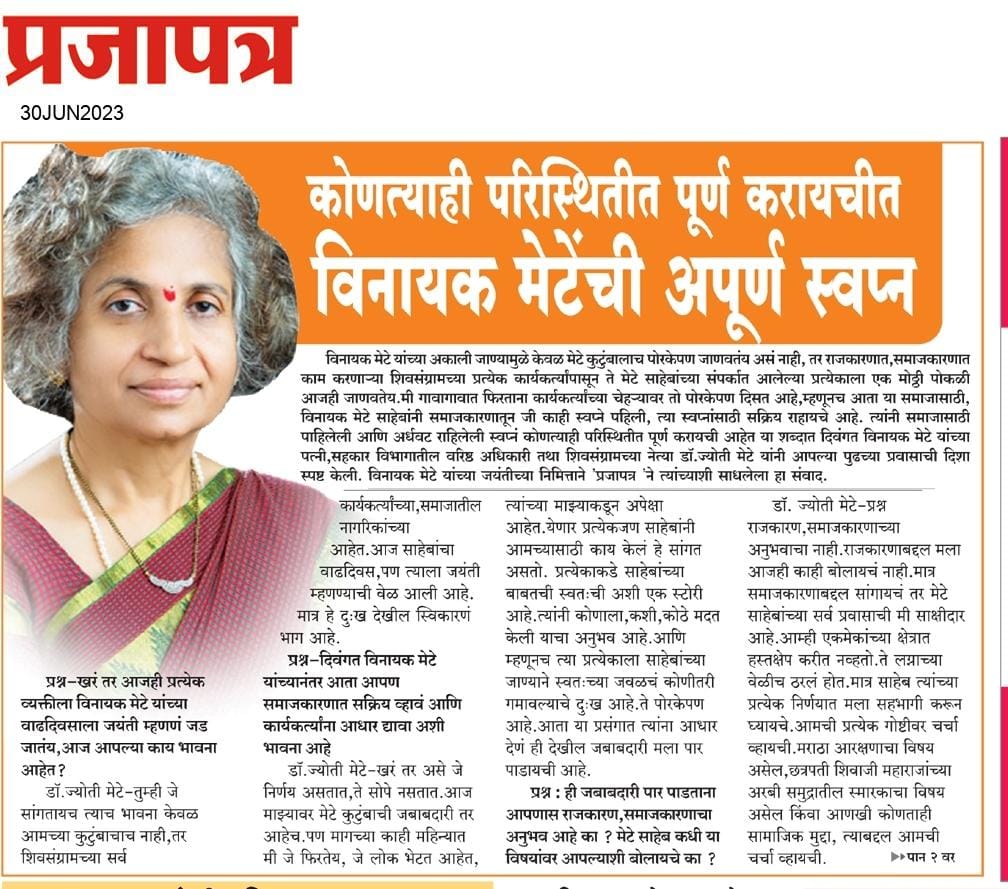 प्रजापत्र
30JUN2023
कोणत्याही परिस्थितीत पूर्ण करायचीत
विनायक मेटेंची अपूर्ण स्वप्न
विनायक मेटे यांच्या अकाली जाण्यामुळे केवळ मेटे कुटुंबालाच पोरकेपण जाणवतंय असं नाही, तर राजकारणात,समाजकारणात
काम करणाऱ्या शिवसंग्रामच्या प्रत्येक कार्यकर्त्यांपासून ते मेटे साहेबांच्या संपर्कात आलेल्या प्रत्येकाला एक मोठ्ठी पोकळी
आजही जाणवतेय.मी गावागावात फिरताना कार्यकर्त्यांच्या चेहऱ्यावर तो पोरकेपण दिसत आहे,म्हणूनच आता या समाजासाठी,
विनायक मेटे साहेबांनी समाजकारणातून जी काही स्वप्ने पहिली, त्या स्वप्नांसाठी सक्रिय राहायचे आहे. त्यांनी समाजासाठी
पाहिलेली आणि अर्धवट राहिलेली स्वप्नं कोणत्याही परिस्थितीत पूर्ण करायची आहेत या शब्दात दिवंगत विनायक मेटे यांच्या
पत्नी,सहकार विभागातील वरिष्ठ अधिकारी तथा शिवसंग्रामच्या नेत्या डॉ.ज्योती मेटे यांनी आपल्या पुढच्या प्रवासाची दिशा
स्पष्ट केली. विनायक मेटे यांच्या जयंतीच्या निमित्ताने 'प्रजापत्र 'ने त्यांच्याशी साधलेला हा संवाद.
प्रश्न-खरं तर आजही प्रत्येक
व्यक्तीला विनायक मेटे यांच्या
वाढदिवसाला जयंती म्हणणं जड
जातंय,आज आपल्या काय भावना
आहेत?
डॉ.ज्योती मेटे-तुम्ही जे
सांगतायच त्याच भावना केवळ
आमच्या कुटुंबाचाच नाही,तर
शिवसंग्रामच्या सर्व
कार्यकर्त्यांच्या,समाजातील
नागरिकांच्या
आहेत.आज साहेबांचा
वाढदिवस,पण त्याला जयंती
म्हणण्याची वेळ आली आहे.
मात्र हे दुःख देखील स्विकारणं
भाग आहे.
प्रश्न-दिवंगत विनायक मेटे
यांच्यानंतर आता आपण
समाजकारणात सक्रिय व्हावं आणि
कार्यकर्त्यांना आधार द्यावा अशी
भावना आहे
डॉ.ज्योती मेटे-खरं तर असे जे
निर्णय असतात,ते सोपे नसतात.आज
माझ्यावर मेटे कुटुंबाची जबाबदारी तर
आहेच.पण मागच्या काही महिन्यात
मी जे फिरतेय, जे लोक भेटत आहेत,
त्यांच्या माझ्याकडून अपेक्षा
आहेत.येणार प्रत्येकजण साहेबांनी
आमच्यासाठी काय केलं हे सांगत
असतो. प्रत्येकाकडे साहेबांच्या
बाबतची स्वतःची अशी एक स्टोरी
आहे.त्यांनी कोणाला,कशी,कोठे मदत
केली याचा अनुभव आहे.आणि
म्हणूनच त्या प्रत्येकाला साहेबांच्या
जाण्याने स्वतःच्या जवळचं कोणीतरी
गमावल्याचे दुःख आहे.ते पोरकेपण
आहे.आता या प्रसंगात त्यांना आधार
देणं ही देखील जबाबदारी मला पार
पाडायची आहे.
प्रश्न : ही जबाबदारी पार पाडताना
आपणास राजकारण,समाजकारणाचा
अनुभव आहे का ? मेटे साहेब कधी या
विषयांवर आपल्याशी बोलायचे का ?
डॉ. ज्योती मेटे-प्रश्न
राजकारण,समाजकारणाच्या
अनुभवाचा नाही.राजकारणाबद्दल मला
आजही काही बोलायचं नाही.मात्र
समाजकारणाबद्दल सांगायचं तर मेटे
साहेबांच्या सर्व प्रवासाची मी साक्षीदार
आहे.आम्ही एकमेकांच्या क्षेत्रात
हस्तक्षेप करीत नव्हतो.ते लग्नाच्या
वेळीच ठरलं होत.मात्र साहेब त्यांच्या
प्रत्येक निर्णयात मला सहभागी करून
घ्यायचे.आमची प्रत्येक गोष्टीवर चर्चा
व्हायची.मराठा आरक्षणाचा विषय
असेल,छत्रपती शिवाजी महाराजांच्या
अरबी समुद्रातील स्मारकाचा विषय
असेल किंवा आणखी कोणताही
सामाजिक मुद्दा, त्याबद्दल आमची
चर्चा व्हायची.
▶▶पान २ वर